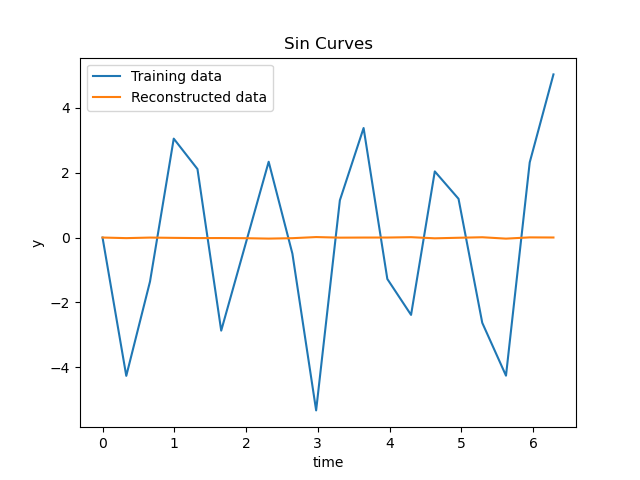 Sin Curves
Training data
Reconstructed data
4
2
0
−2
−4
y
0 1 2 3 4 5 6
time